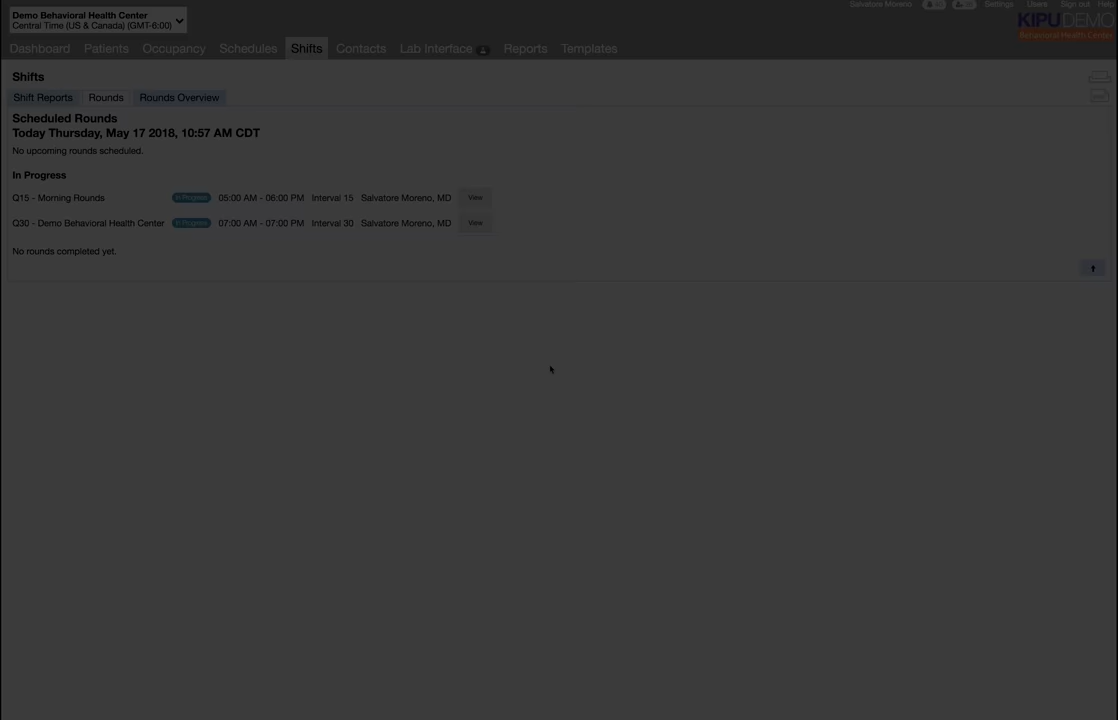 Demo Behavioral Health Center
Central Time (US & Canada) (GMT-6:00)
Salvatore Moreno Settings Users Sign out Help
KIPUDEMO
Behavioral Health Center
Dashboard Patients Occupancy Schedules Shifts Contacts Lab Interface Reports Templates
Shifts
Shift Reports Rounds Rounds Overview
Scheduled Rounds
Today Thursday, May 17 2018, 10:57 AM CDT
No upcoming rounds scheduled.
In Progress
Q15 - Morning Rounds In Progress 05:00 AM - 06:00 PM Interval 15 Salvatore Moreno, MD View
Q30 - Demo Behavioral Health Center In Progress 07:00 AM - 07:00 PM Interval 30 Salvatore Moreno, MD View
No rounds completed yet.